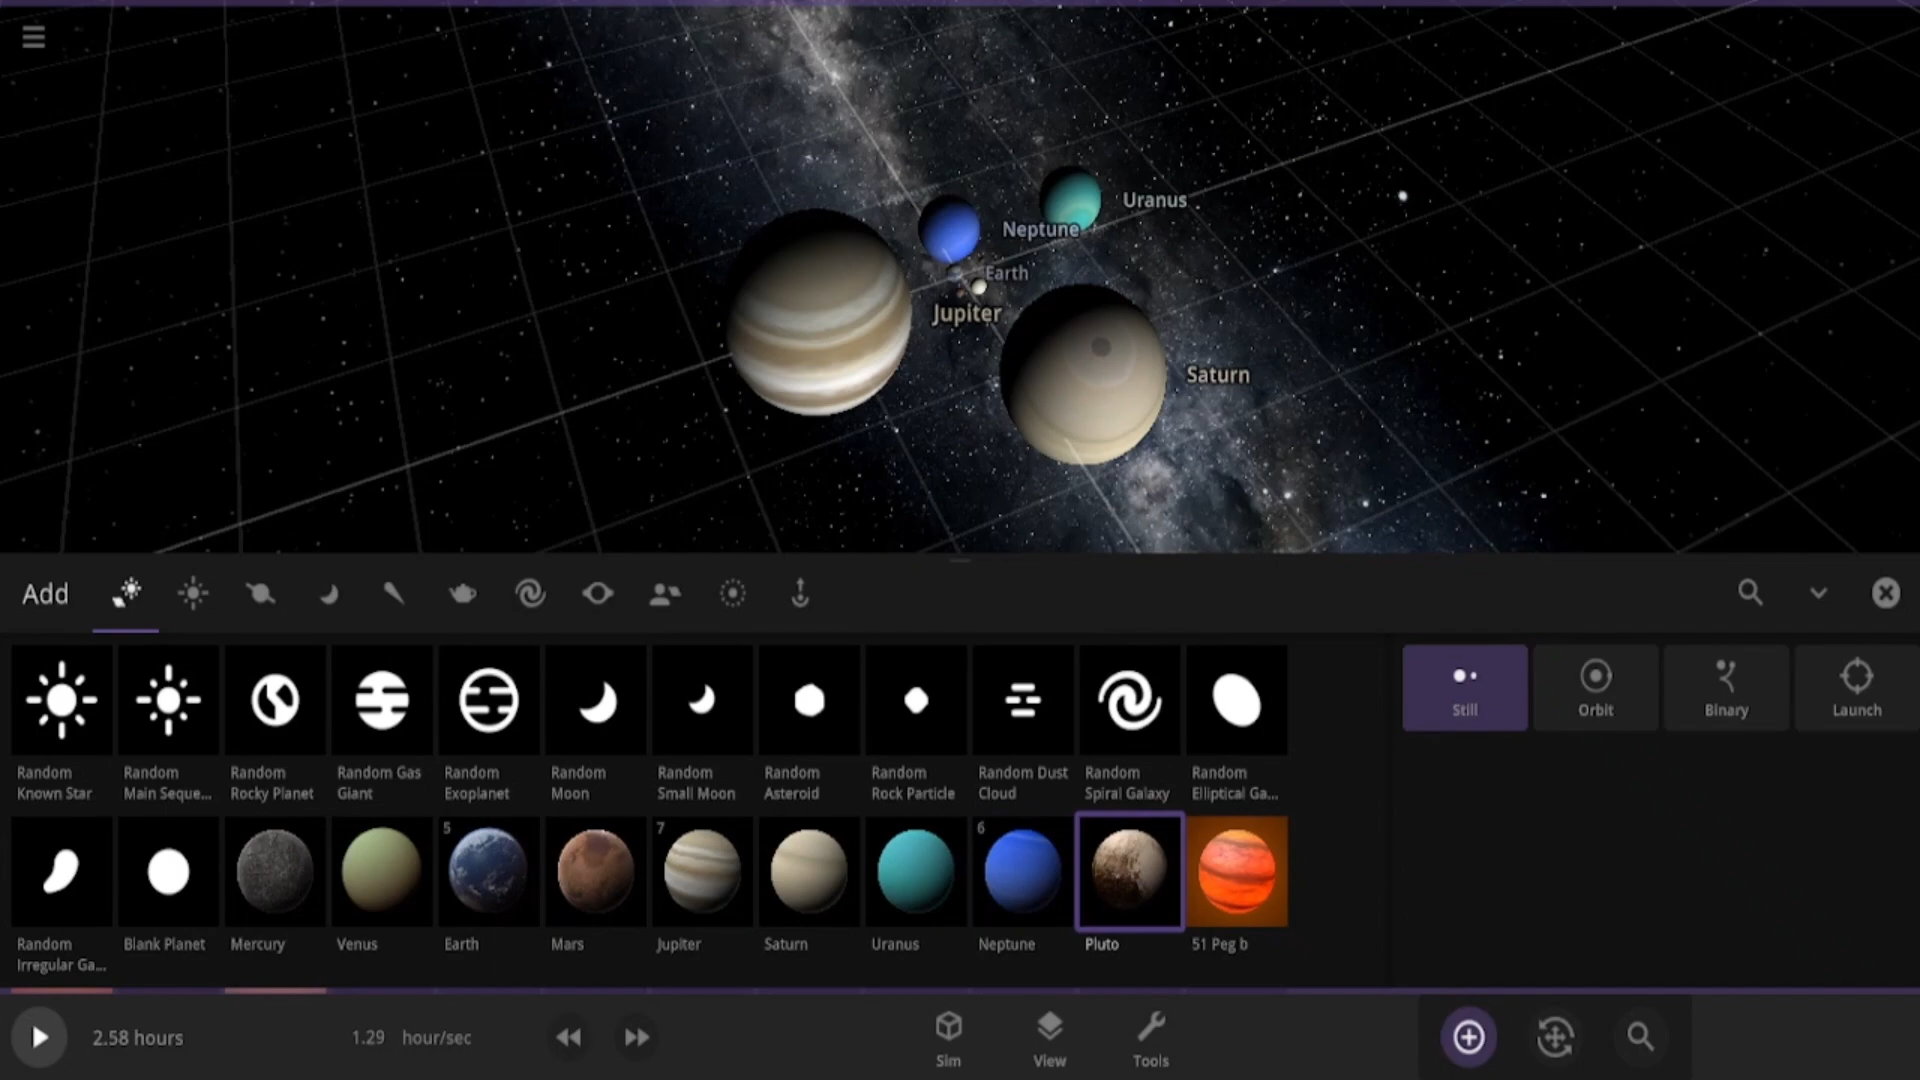 Uranus
Neptune
Earth
Jupiter
Saturn
Add
Still
Orbit
Binary
Launch
Random
Known Star
Random
Main Seque...
Random
Rocky Planet
Random Gas
Giant
Random
Exoplanet
Random
Moon
Random
Small Moon
Random
Asteroid
Random
Rock Particle
Random Dust
Cloud
Random
Spiral Galaxy
Random
Elliptical Ga...
5
7
6
Random
Irregular Ga...
Blank Planet
Mercury
Venus
Earth
Mars
Jupiter
Saturn
Uranus
Neptune
Pluto
51 Peg b
2.58 hours
1.29 hour/sec
Sim
View
Tools